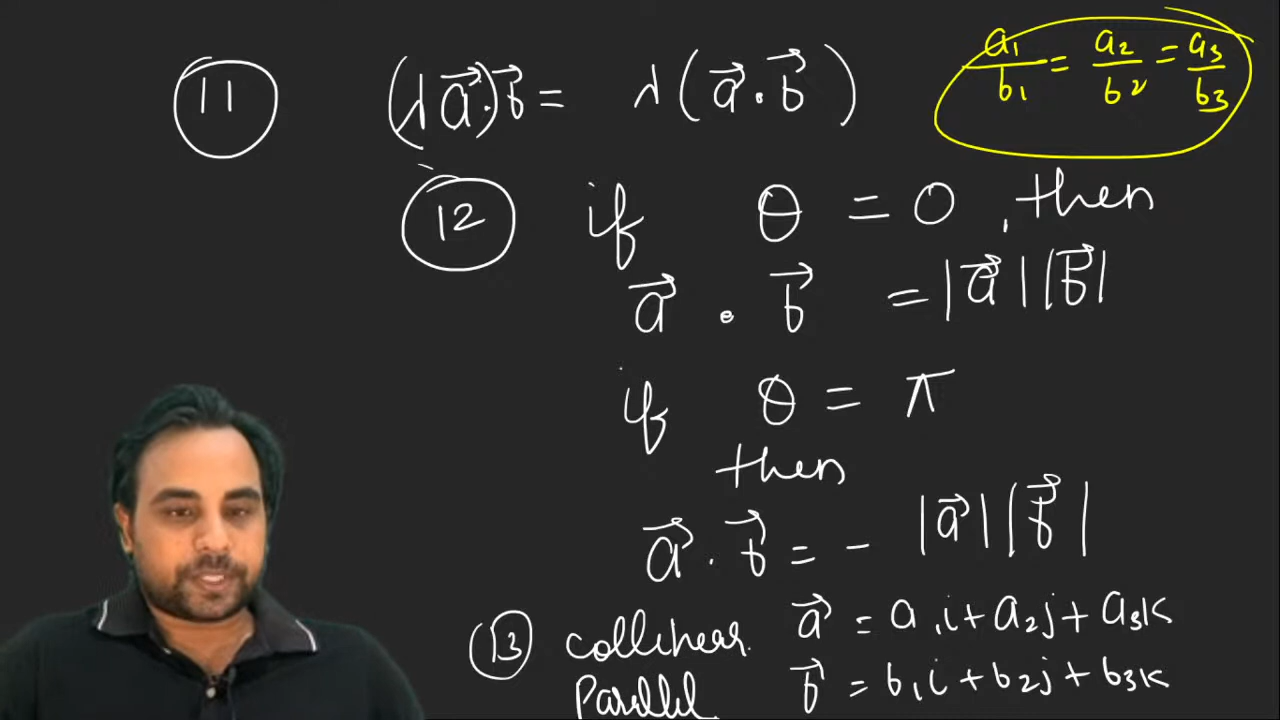 (11) (λa⃗).b⃗ = λ(a⃗.b⃗)
a1/b1 = a2/b2 = a3/b3
(12) if θ = 0, then
a⃗ . b⃗ = |a⃗||b⃗|
if θ = π
then
a⃗ . b⃗ = - |a⃗||b⃗|
(13) collinear a⃗ = a1i + a2j + a3k
Parallel b⃗ = b1i + b2j + b3k